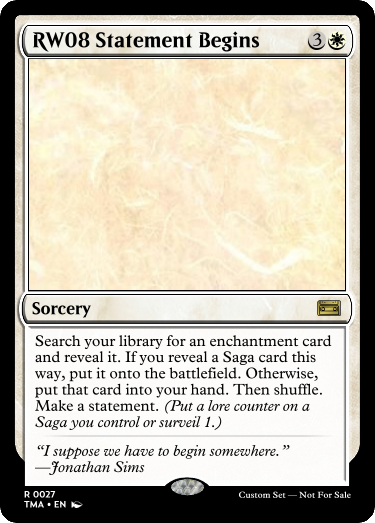 RW08 Statement Begins 3
Sorcery
Search your library for an enchantment card
and reveal it. If you reveal a Saga card this
way, put it onto the battlefield. Otherwise,
put that card into your hand. Then shuffle.
Make a statement. (Put a lore counter on a
Saga you control or surveil 1.)
“I suppose we have to begin somewhere.”
—Jonathan Sims
R 0027
TMA • EN
Custom Set — Not For Sale